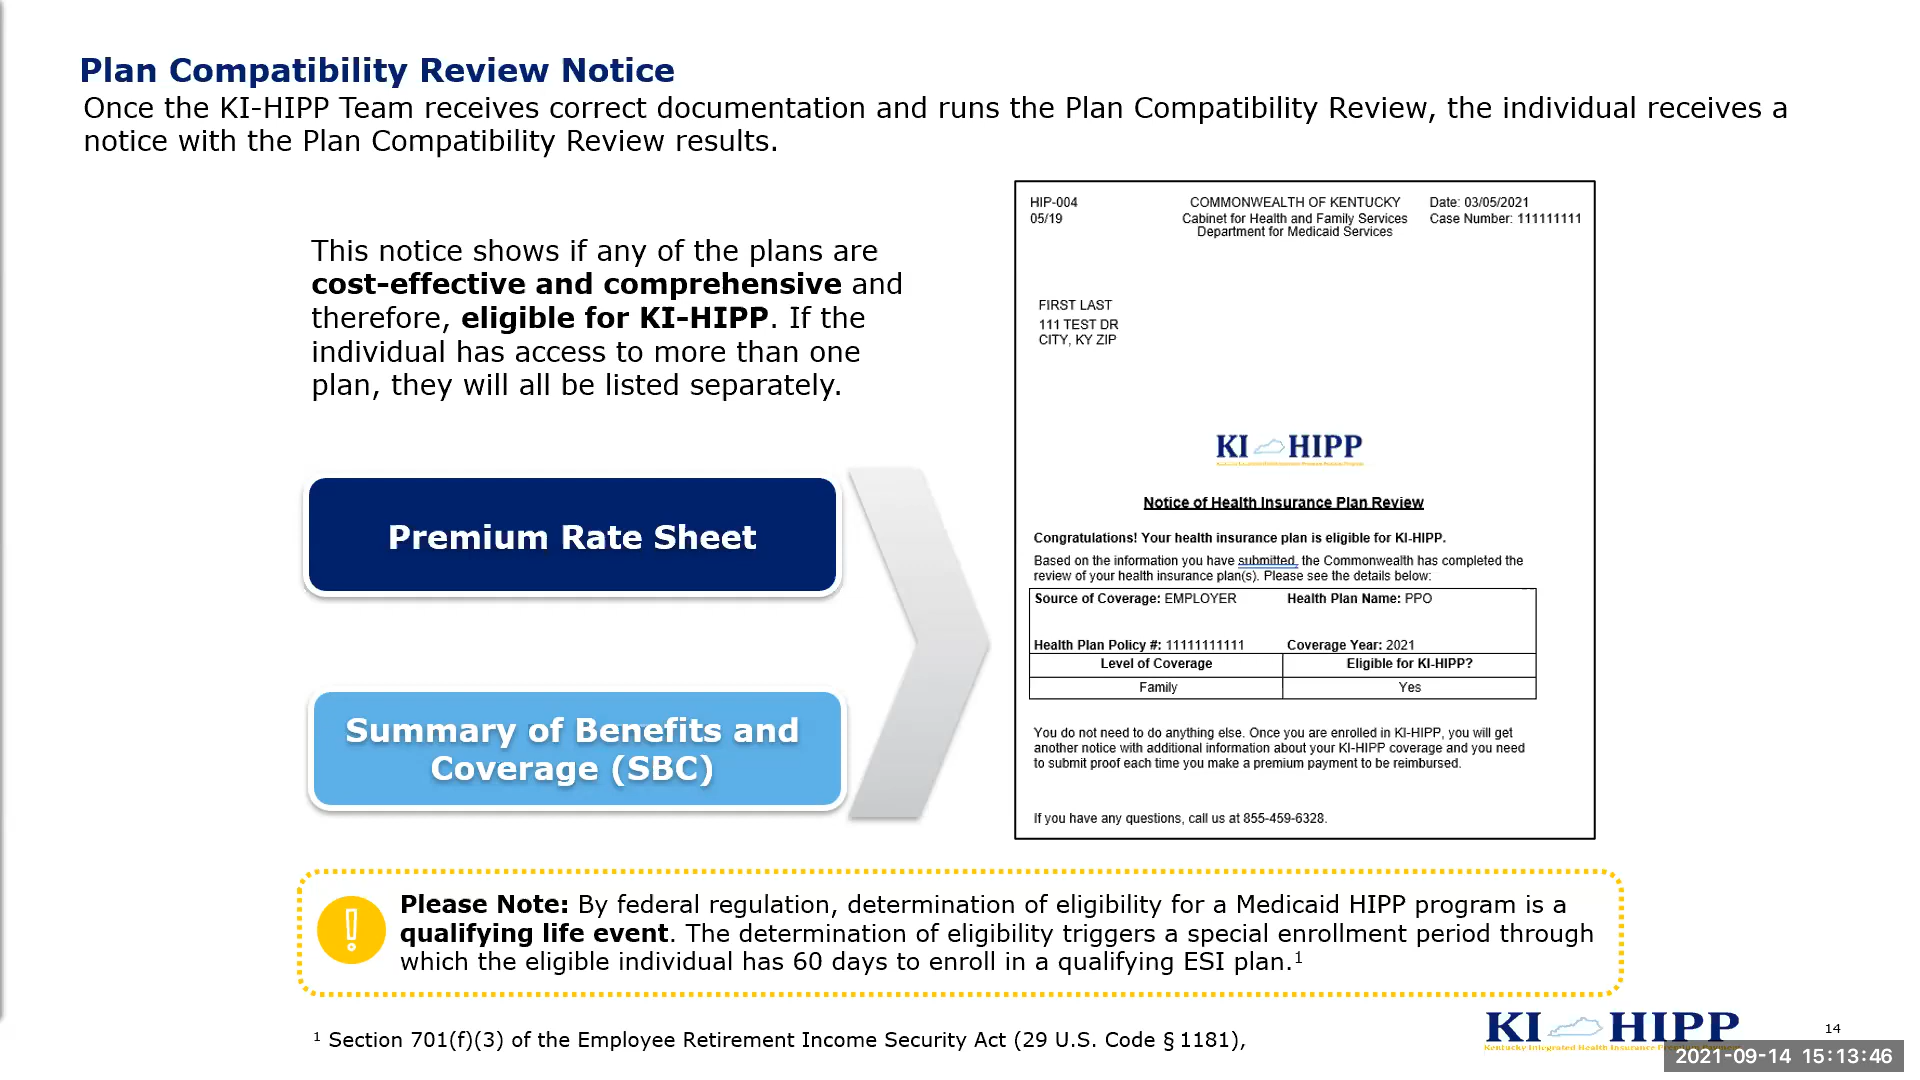 Plan Compatibility Review Notice
Once the KI-HIPP Team receives correct documentation and runs the Plan Compatibility Review, the individual receives a
notice with the Plan Compatibility Review results.
This notice shows if any of the plans are
cost-effective and comprehensive and
therefore, eligible for KI-HIPP. If the
individual has access to more than one
plan, they will all be listed separately.
Premium Rate Sheet
Summary of Benefits and
Coverage (SBC)
HIP-004 COMMONWEALTH OF KENTUCKY Date: 03/05/2021
05/19 Cabinet for Health and Family Services Case Number: 111111111
Department for Medicaid Services
FIRST LAST
111 TEST DR
CITY, KY ZIP
KI HIPP
Notice of Health Insurance Plan Review
Congratulations! Your health insurance plan is eligible for KI-HIPP.
Based on the information you have submitted, the Commonwealth has completed the
review of your health insurance plan(s). Please see the details below:
Source of Coverage: EMPLOYER Health Plan Name: PPO
Health Plan Policy #: 11111111111 Coverage Year: 2021
Level of Coverage Eligible for KI-HIPP?
Family Yes
You do not need to do anything else. Once you are enrolled in KI-HIPP, you will get
another notice with additional information about your KI-HIPP coverage and you need
to submit proof each time you make a premium payment to be reimbursed.
If you have any questions, call us at 855-459-6328.
Please Note: By federal regulation, determination of eligibility for a Medicaid HIPP program is a
qualifying life event. The determination of eligibility triggers a special enrollment period through
which the eligible individual has 60 days to enroll in a qualifying ESI plan.¹
¹ Section 701(f)(3) of the Employee Retirement Income Security Act (29 U.S. Code § 1181),
KI HIPP
Kentucky Integrated Health Insurance Premium
14
2021-09-14 15:13:46